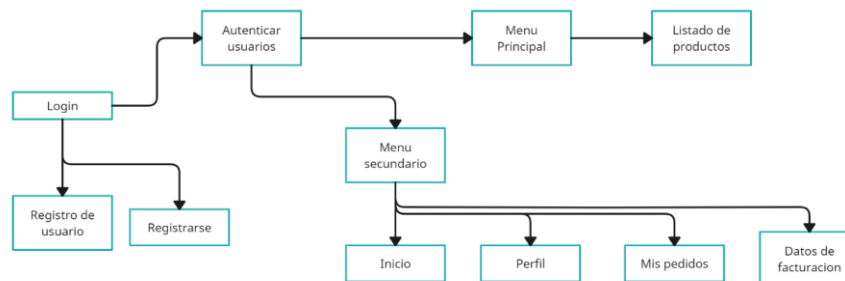 Autenticar
usuarios
Menu
Principal
Listado de
productos
Login
Menu
secundario
Registro de
usuario
Registrarse
Inicio
Perfil
Mis pedidos
Datos de
facturacion